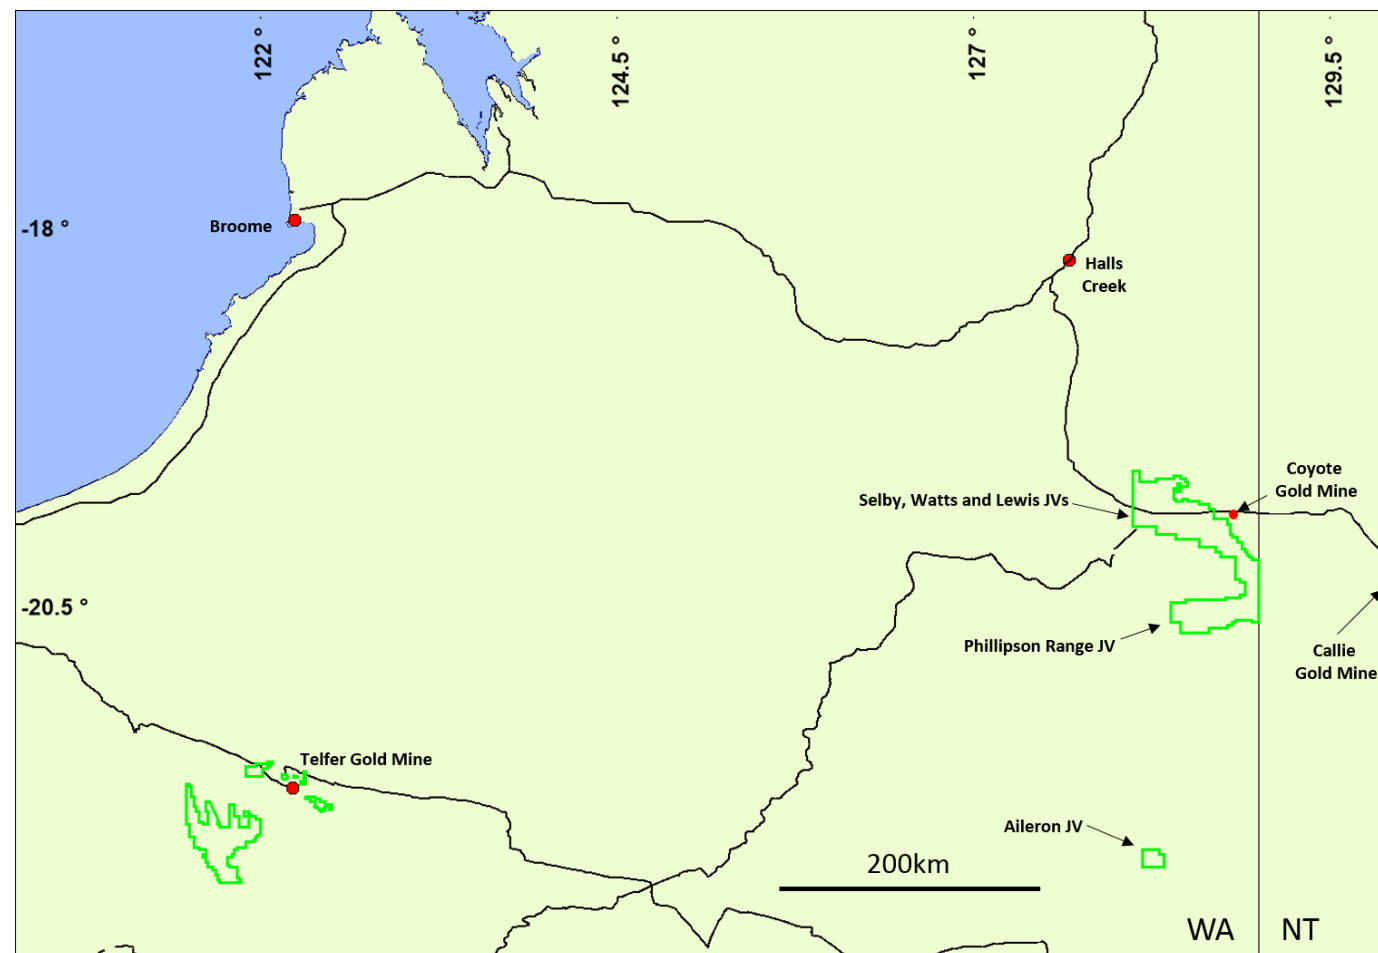 122 °
124.5 °
127 °
129.5 °
Broome
-18 °
Halls
Creek
Coyote
Gold Mine
Selby, Watts and Lewis JVs
-20.5 °
Phillipson Range JV
Callie
Gold Mine
Telfer Gold Mine
Aileron JV
200km
WA
NT